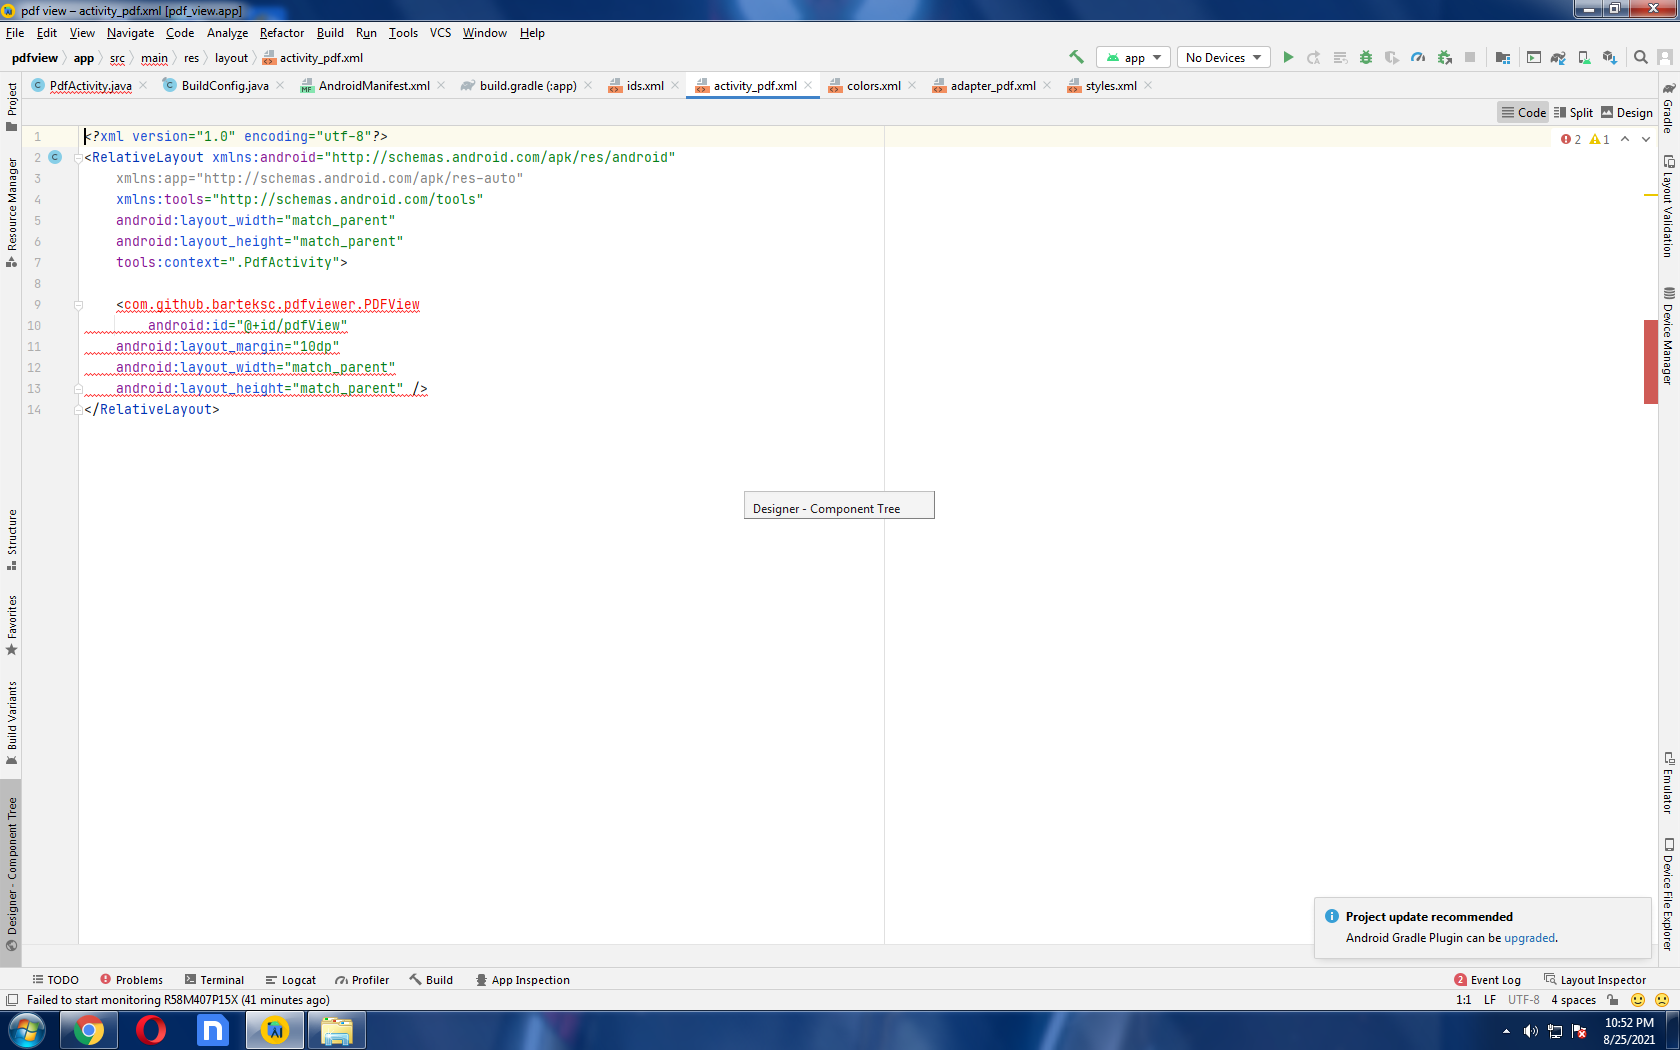 pdf view – activity_pdf.xml [pdf_view.app]
File Edit View Navigate Code Analyze Refactor Build Run Tools VCS Window Help
pdfview app src main res layout activity_pdf.xml
app No Devices
PdfActivity.java BuildConfig.java AndroidManifest.xml build.gradle (:app) ids.xml activity_pdf.xml colors.xml adapter_pdf.xml styles.xml
Code Split Design
2 1
1 <?xml version="1.0" encoding="utf-8"?>
2 <RelativeLayout xmlns:android="http://schemas.android.com/apk/res/android"
3 xmlns:app="http://schemas.android.com/apk/res-auto"
4 xmlns:tools="http://schemas.android.com/tools"
5 android:layout_width="match_parent"
6 android:layout_height="match_parent"
7 tools:context=".PdfActivity">
8
9 <com.github.barteksc.pdfviewer.PDFView
10 android:id="@+id/pdfView"
11 android:layout_margin="10dp"
12 android:layout_width="match_parent"
13 android:layout_height="match_parent" />
14 </RelativeLayout>
Project
Resource Manager
Structure
Favorites
Build Variants
Designer - Component Tree
Designer - Component Tree
Gradle
Layout Validation
Device Manager
Emulator
Device File Explorer
Project update recommended
Android Gradle Plugin can be upgraded.
TODO Problems Terminal Logcat Profiler Build App Inspection 2 Event Log Layout Inspector
Failed to start monitoring R58M407P15X (41 minutes ago) 1:1 LF UTF-8 4 spaces
10:52 PM
8/25/2021